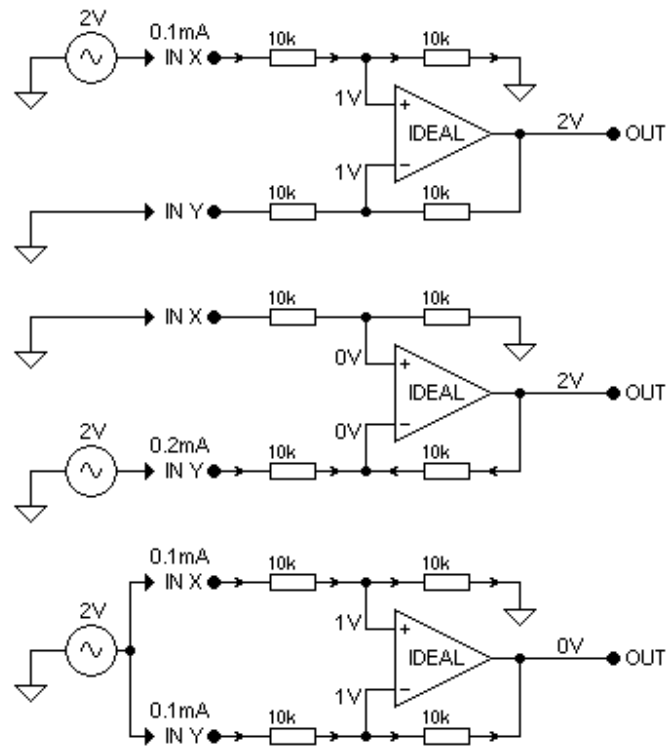 2V
0.1mA
IN X
10k
10k
1V
+
IDEAL
2V
OUT
1V
−
IN Y
10k
10k
IN X
10k
10k
0V
+
IDEAL
2V
OUT
0V
−
2V
0.2mA
IN Y
10k
10k
0.1mA
IN X
10k
10k
2V
1V
+
IDEAL
0V
OUT
1V
−
0.1mA
IN Y
10k
10k